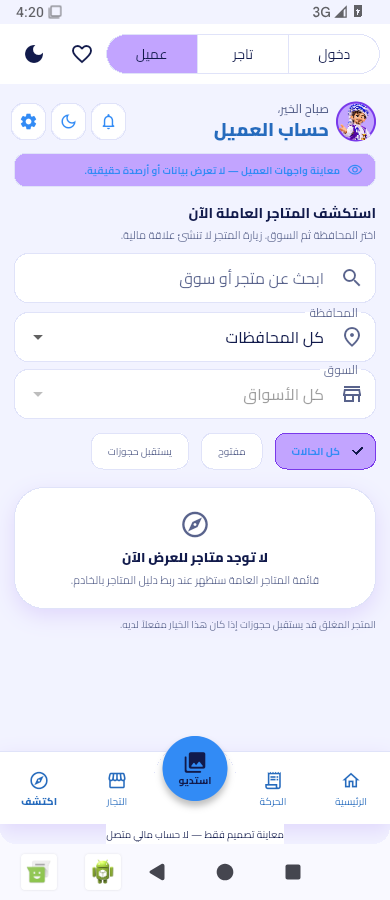 4:20
3G
دخول
تاجر
عميل
صباح الخير،
حساب العميل
معاينة واجهات العميل — لا تعرض بيانات أو أرصدة حقيقية.
استكشف المتاجر العاملة الآن
اختر المحافظة ثم السوق. زيارة المتجر لا تنشئ علاقة مالية.
ابحث عن متجر أو سوق
المحافظة
كل المحافظات
السوق
كل الأسواق
كل الحالات
مفتوح
يستقبل حجوزات
لا توجد متاجر للعرض الآن
قائمة المتاجر العامة ستظهر عند ربط دليل المتاجر بالخادم.
المتجر المغلق قد يستقبل حجوزات إذا كان هذا الخيار مفعلاً لديه.
الرئيسية
الحركة
استديو
التجار
اكتشف
معاينة تصميم فقط — لا حساب مالي متصل